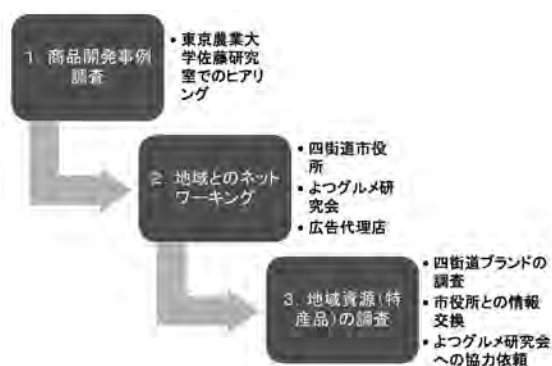 1. 商品開発事例
調査
• 東京農業大
学佐藤研究
室でのヒアリ
ング
2. 地域とのネット
ワーキング
• 四街道市役
所
• よつグルメ研
究会
• 広告代理店
3. 地域資源(特
産品)の調査
• 四街道ブランドの
調査
• 市役所との情報
交換
• よつグルメ研究会
への協力依頼